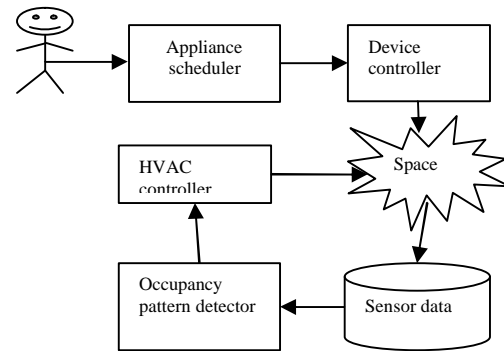 Appliance
scheduler
Device
controller
HVAC
controller
Space
Occupancy
pattern detector
Sensor data